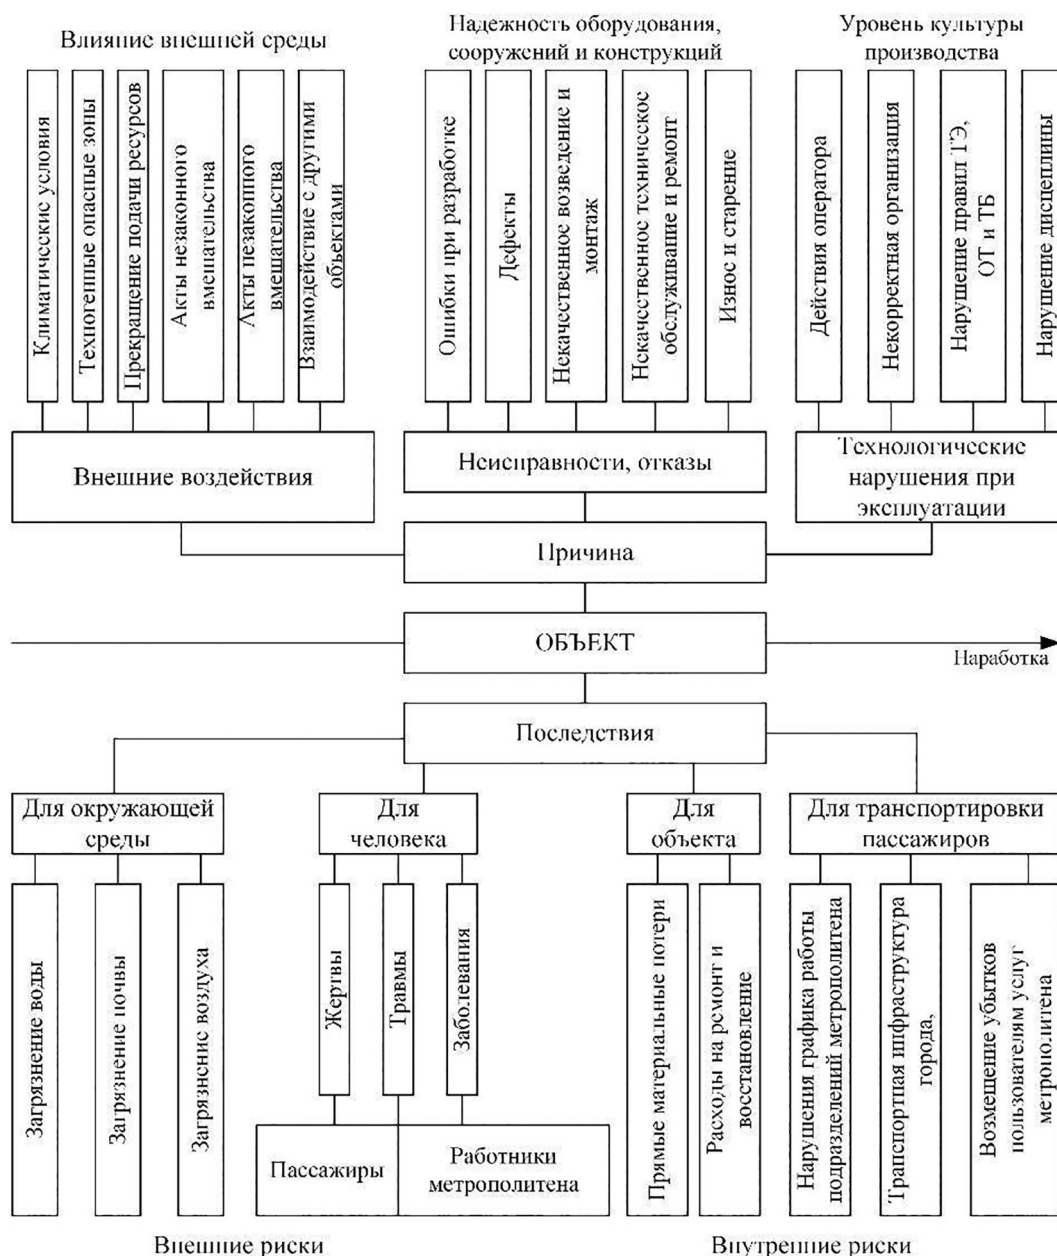 Влияние внешней среды
Надежность оборудования,
сооружений и конструкций
Уровень культуры
производства
Климатические условия
Техногенные опасные зоны
Прекращение подачи ресурсов
Акты незаконного
вмешательства
Акты незаконного
вмешательства
Взаимодействие с другими
объектами
Ошибки при разработке
Дефекты
Некачественное возведение и
монтаж
Некачественное техническое
обслуживание и ремонт
Износ и старение
Действия оператора
Некорректная организация
Нарушение правил ТЭ,
ОТ и ТБ
Нарушение дисциплины
Внешние воздействия
Неисправности, отказы
Технологические
нарушения при
эксплуатации
Причина
ОБЪЕКТ
Наработка
Последствия
Для окружающей
среды
Для
человека
Для
объекта
Для транспортировки
пассажиров
Загрязнение воды
Загрязнение почвы
Загрязнение воздуха
Жертвы
Травмы
Заболевания
Прямые материальные потери
Расходы на ремонт и
восстановление
Нарушения графика работы
подразделений метрополитена
Транспортная инфраструктура
города,
Возмещение убытков
пользователям услуг
метрополитена
Пассажиры
Работники
метрополитена
Внешние риски
Внутренние риски